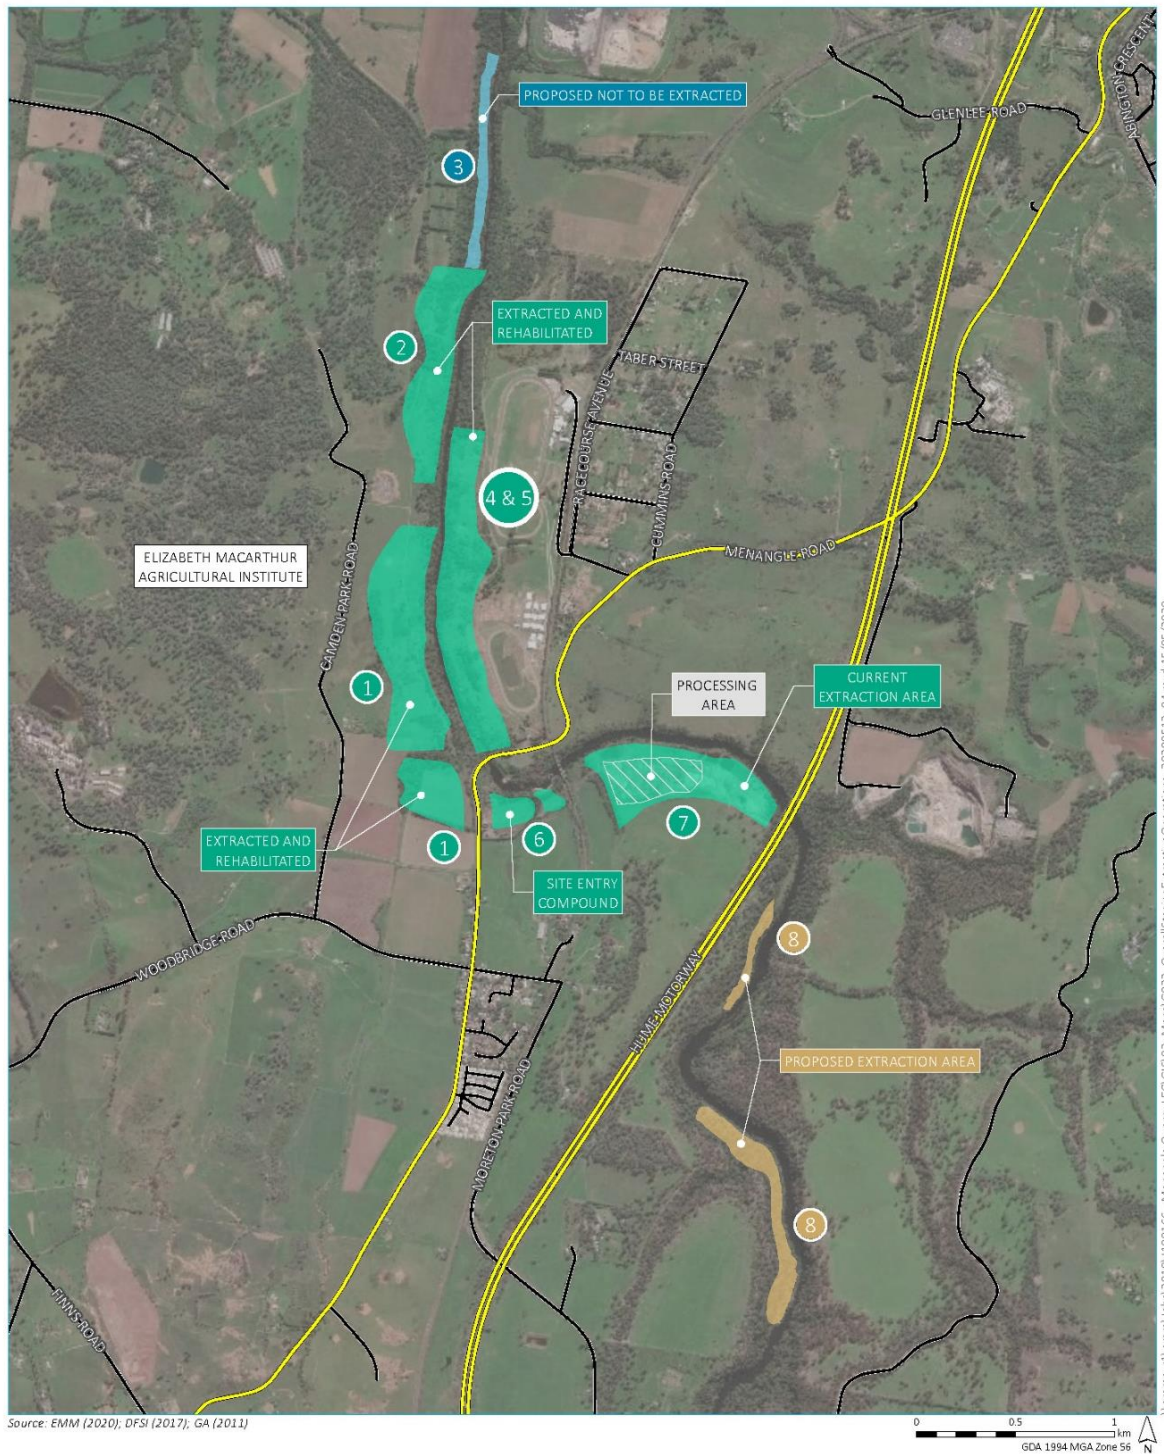 PROPOSED NOT TO BE EXTRACTED
GLENLEE ROAD
ABINGTON CRESCENT
3
EXTRACTED AND
REHABILITATED
2
TABER STREET
RACECOURSE AVENUE
CUMMINS ROAD
4 & 5
MENANGLE ROAD
ELIZABETH MACARTHUR
AGRICULTURAL INSTITUTE
CAMDEN PARK ROAD
1
PROCESSING
AREA
CURRENT
EXTRACTION AREA
EXTRACTED AND
REHABILITATED
1
6
7
SITE ENTRY
COMPOUND
WOODBRIDGE ROAD
8
HUME MOTORWAY
PROPOSED EXTRACTION AREA
MORETON PARK ROAD
8
FINNS ROAD
Source: EMM (2020); DFSI (2017); GA (2011)
0 0.5 1
km
GDA 1994 MGA Zone 56
N